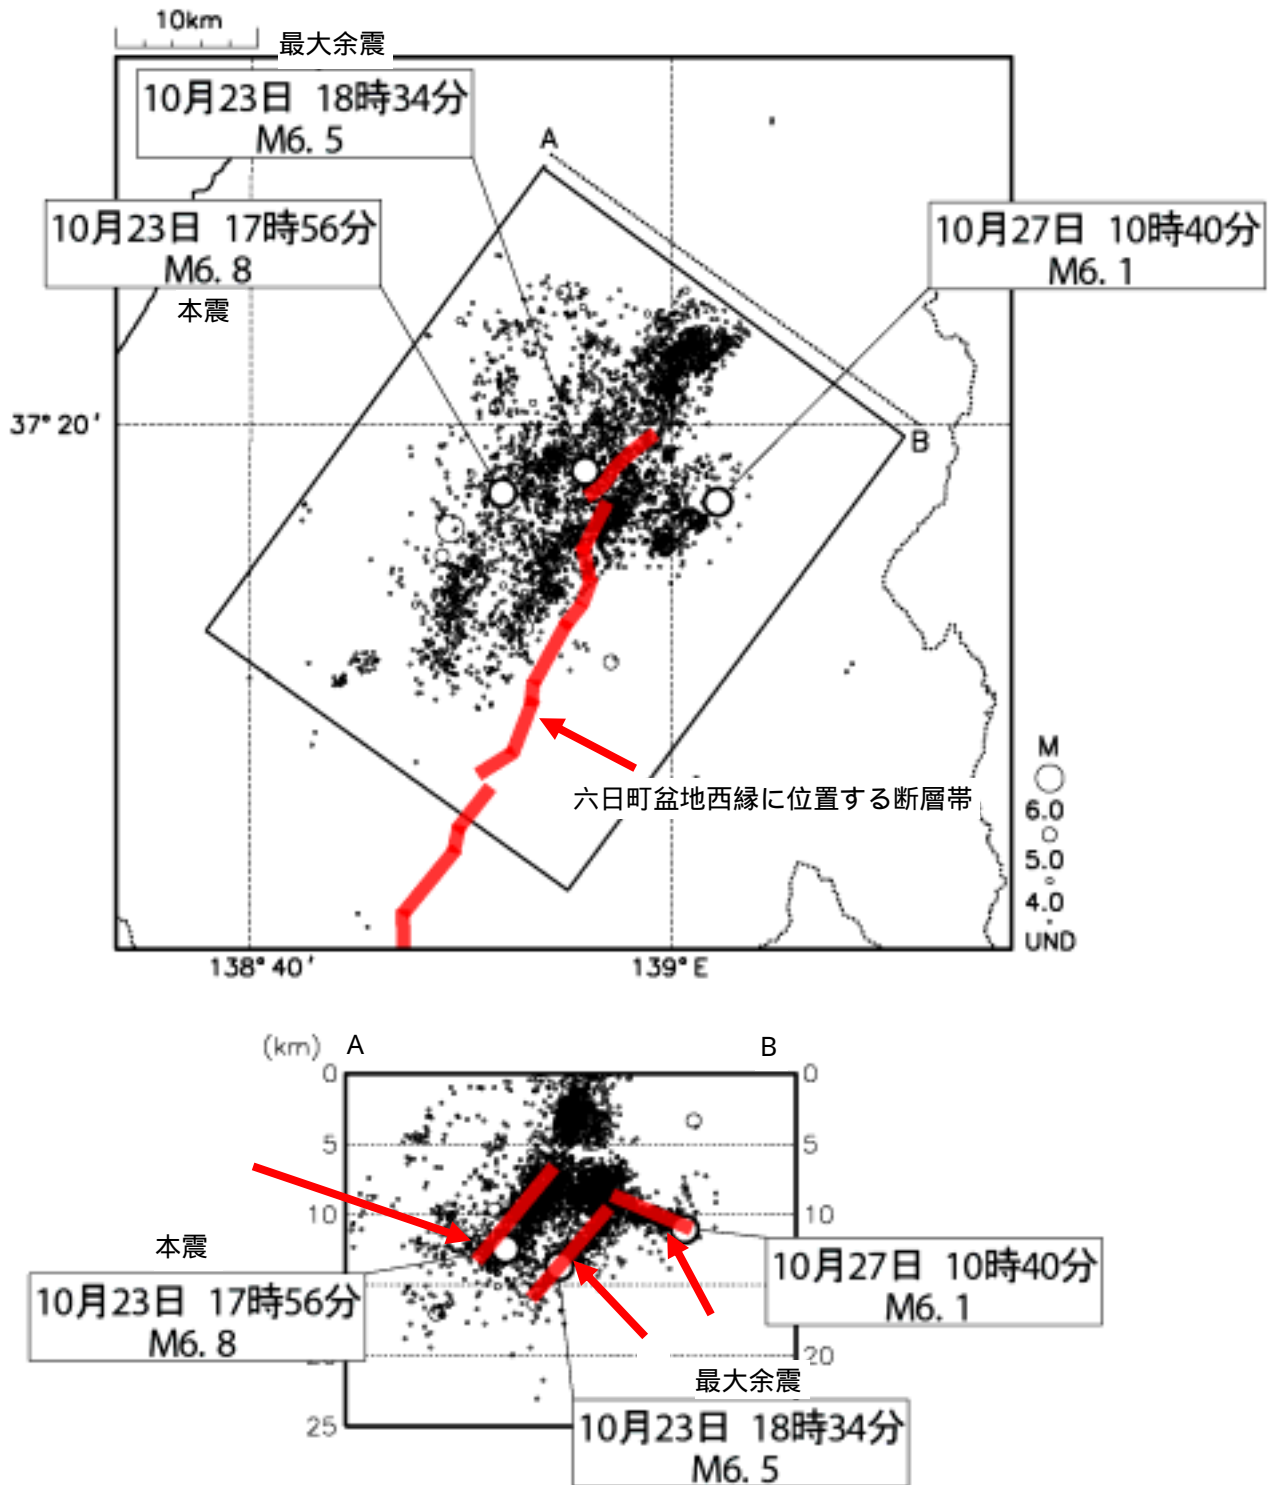 10km
最大余震
10月23日 18時34分
M6. 5
A
10月23日 17時56分
M6. 8
本震
10月27日 10時40分
M6. 1
37°20'
B
六日町盆地西縁に位置する断層帯
M
6.0
5.0
4.0
UND
138°40'
139°E
(km)
A
B
0
0
5
5
10
10
本震
10月23日 17時56分
M6. 8
10月27日 10時40分
M6. 1
20
最大余震
25
10月23日 18時34分
M6. 5